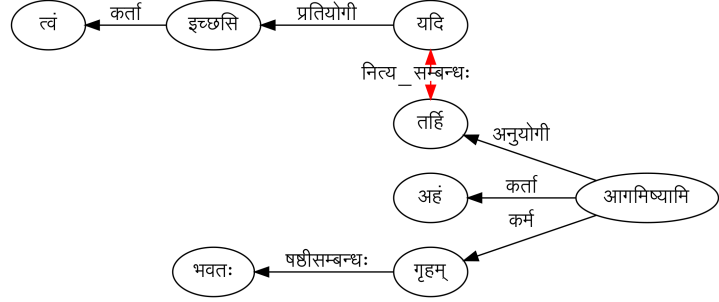 त्वं कर्ता इच्छसि प्रतियोगी यदि
नित्य_सम्बन्धः
तर्हि
अनुयोगी
अहं कर्ता आगमिष्यामि
कर्म
भवतः षष्ठीसम्बन्धः गृहम्